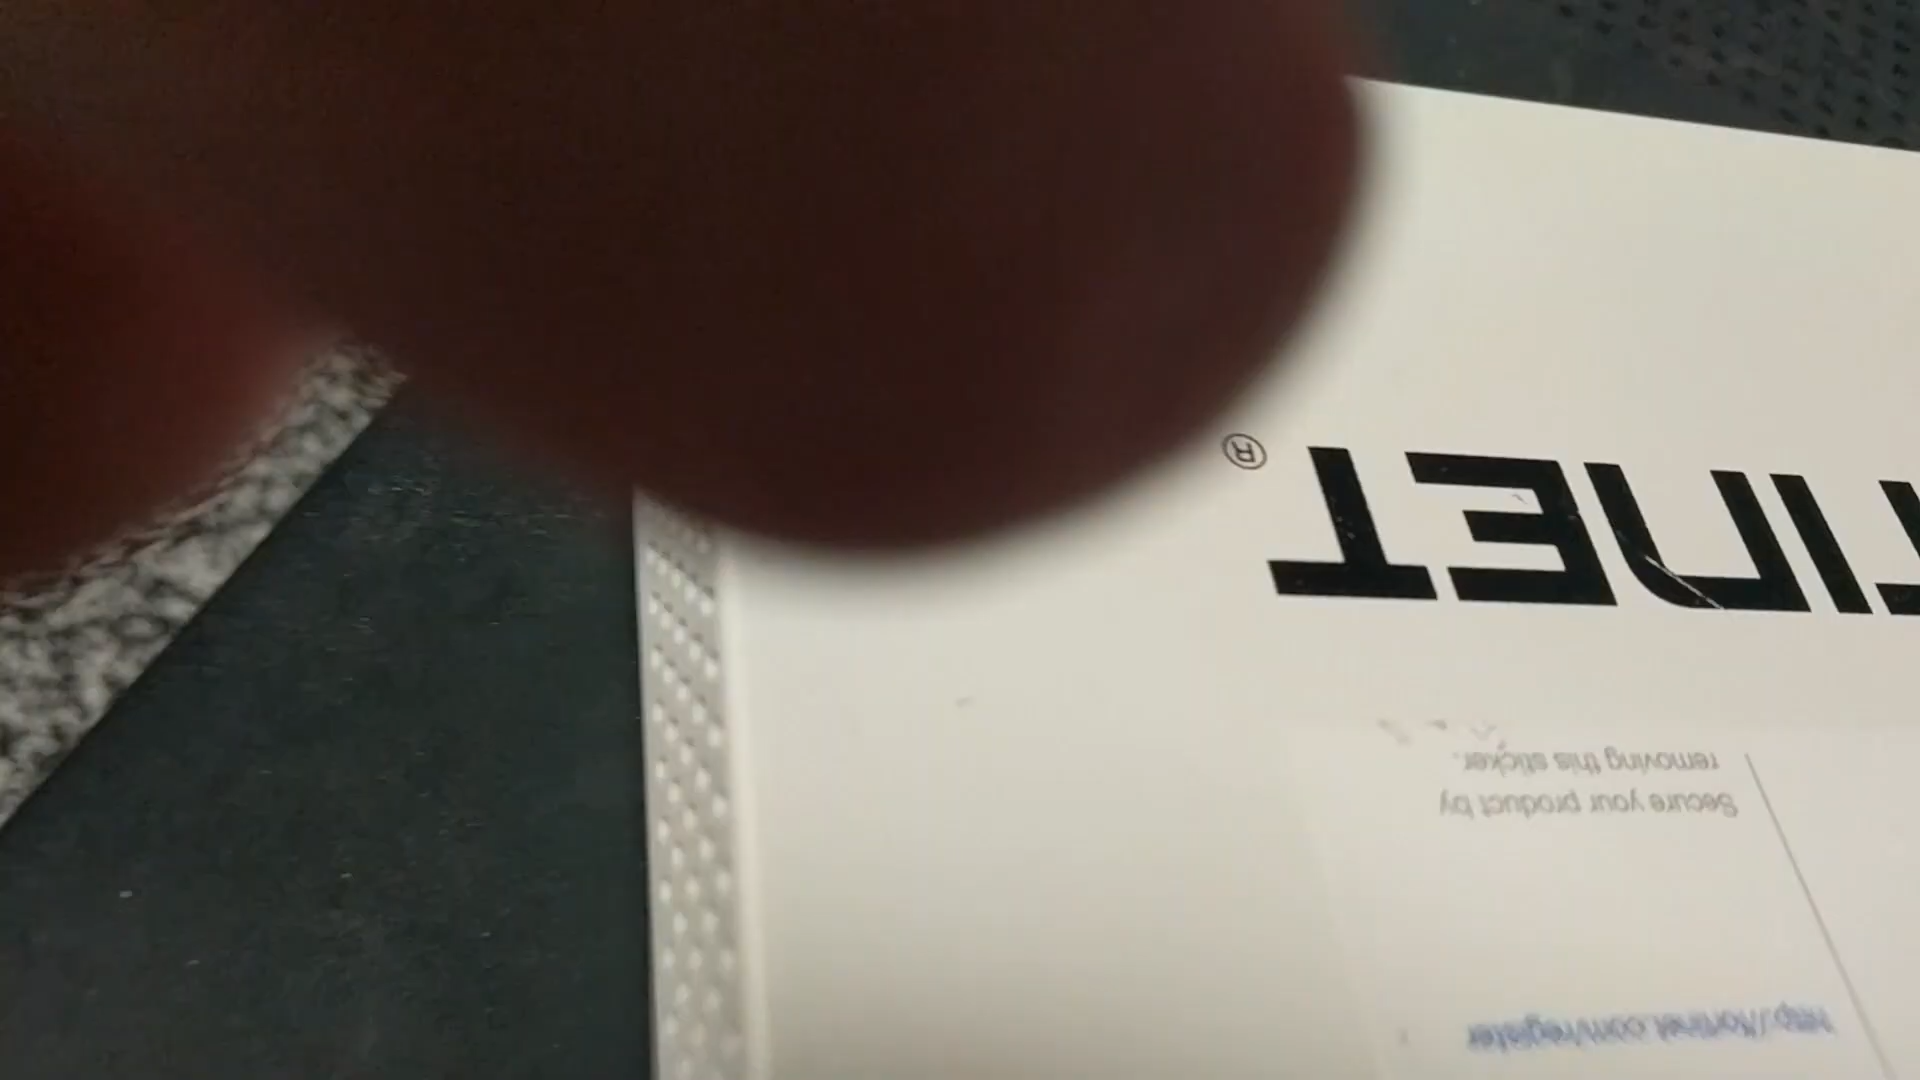 TINET®
http://fortinet.com/register
Secure your product by
removing this sticker.